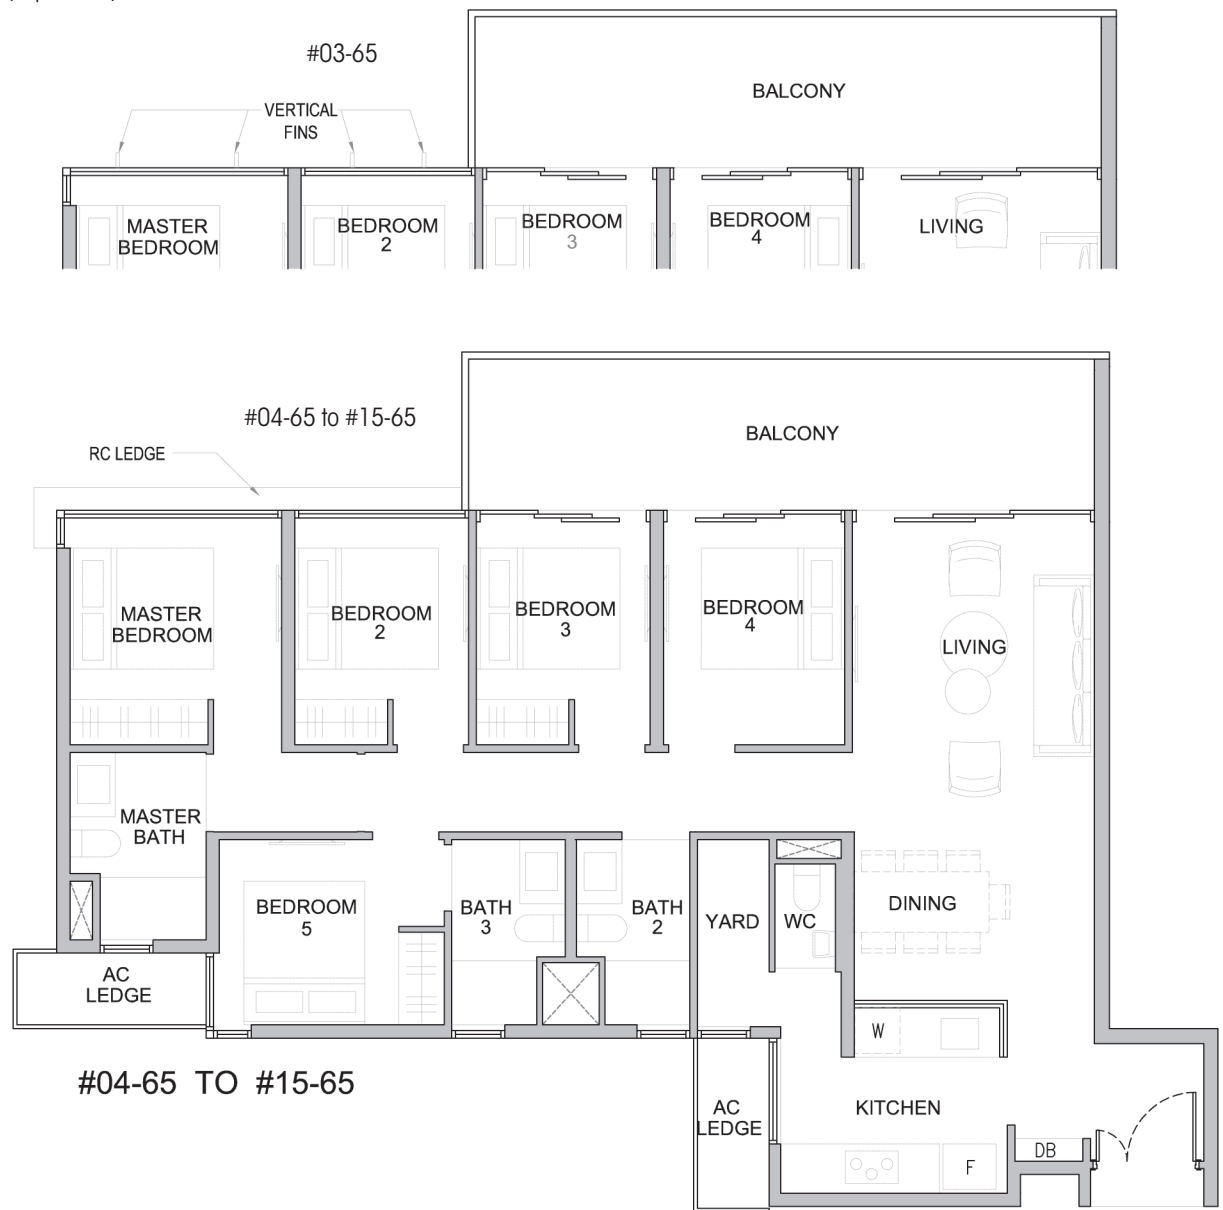 #03-65
BALCONY
VERTICAL
FINS
MASTER
BEDROOM
BEDROOM
2
BEDROOM
3
BEDROOM
4
LIVING
#04-65 to #15-65
BALCONY
RC LEDGE
MASTER
BEDROOM
BEDROOM
2
BEDROOM
3
BEDROOM
4
LIVING
MASTER
BATH
BEDROOM
5
BATH
3
BATH
2
YARD
WC
DINING
AC
LEDGE
W
#04-65 TO #15-65
AC
LEDGE
KITCHEN
DB
F